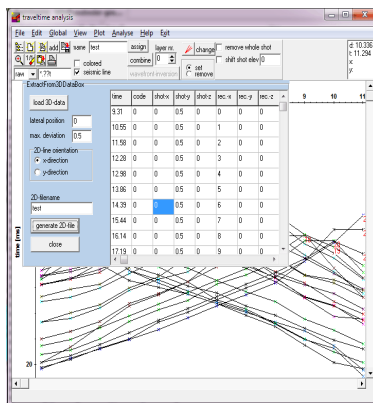 traveltime analysis
File Edit Global View Plot Analyse Help Exit
add name test assign layer nr. change remove whole shot
colored combine 0 set shift shot elev 0
raw 1.77t seismic line wavefront inversion remove
d: 10.336
t: 11.294
x:
y:
ExtractFrom3DDataBox
load 3D-data
lateral position 0
max. deviation 0.5
2D-line orientation
x-direction
y-direction
2D-filename
test
generate 2D-file
close
time code shot-x shot-y shot-z rec.-x rec.-y rec.-z
9.31 0 0 0.5 0 0 0 0
10.55 0 0 0.5 0 1 0 0
11.58 0 0 0.5 0 2 0 0
12.28 0 0 0.5 0 3 0 0
12.98 0 0 0.5 0 4 0 0
13.86 0 0 0.5 0 5 0 0
14.39 0 0 0.5 0 6 0 0
15.44 0 0 0.5 0 7 0 0
16.14 0 0 0.5 0 8 0 0
17.19 0 0 0.5 0 9 0 0
9 10 11
time [ms]
20